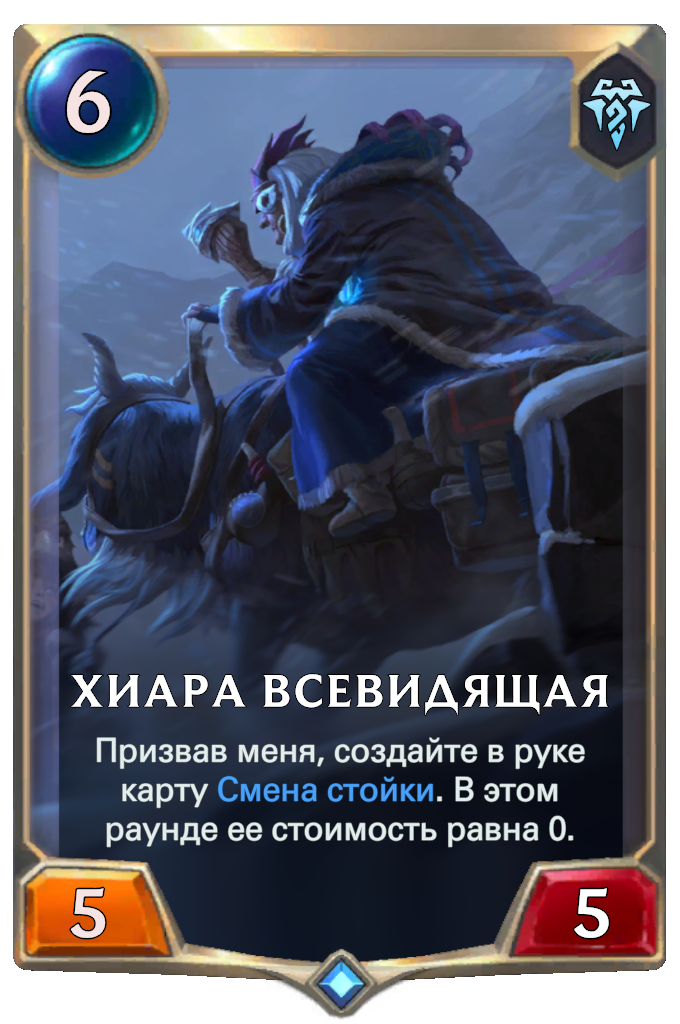 6
ХИАРА ВСЕВИДЯЩАЯ
Призвав меня, создайте в руке
карту Смена стойки. В этом
раунде ее стоимость равна 0.
5
5